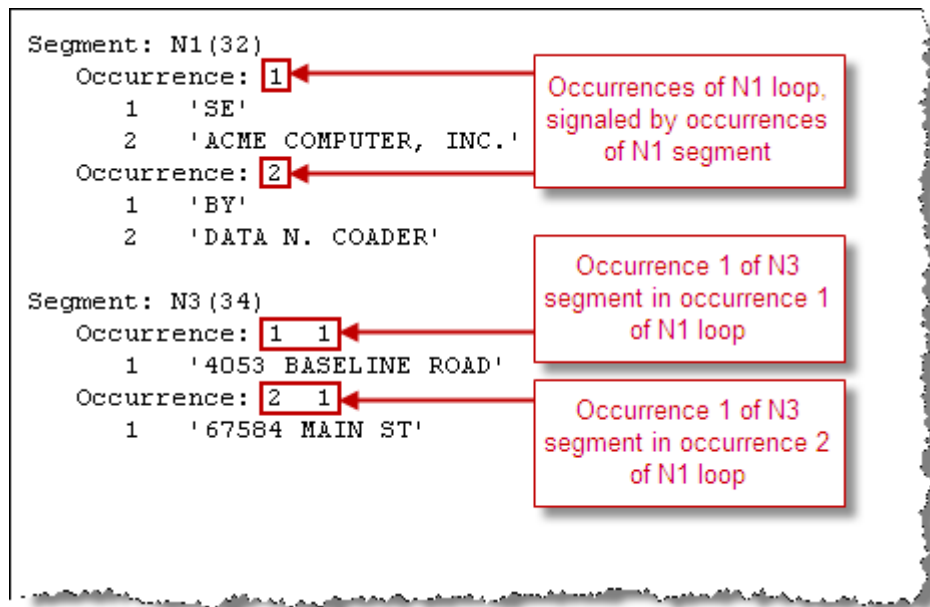 Segment: N1(32)
Occurrence: 1
1 'SE'
2 'ACME COMPUTER, INC.'
Occurrence: 2
1 'BY'
2 'DATA N. COADER'
Segment: N3(34)
Occurrence: 1 1
1 '4053 BASELINE ROAD'
Occurrence: 2 1
1 '67584 MAIN ST'
Occurrences of N1 loop,
signaled by occurrences
of N1 segment
Occurrence 1 of N3
segment in occurrence 1
of N1 loop
Occurrence 1 of N3
segment in occurrence 2
of N1 loop